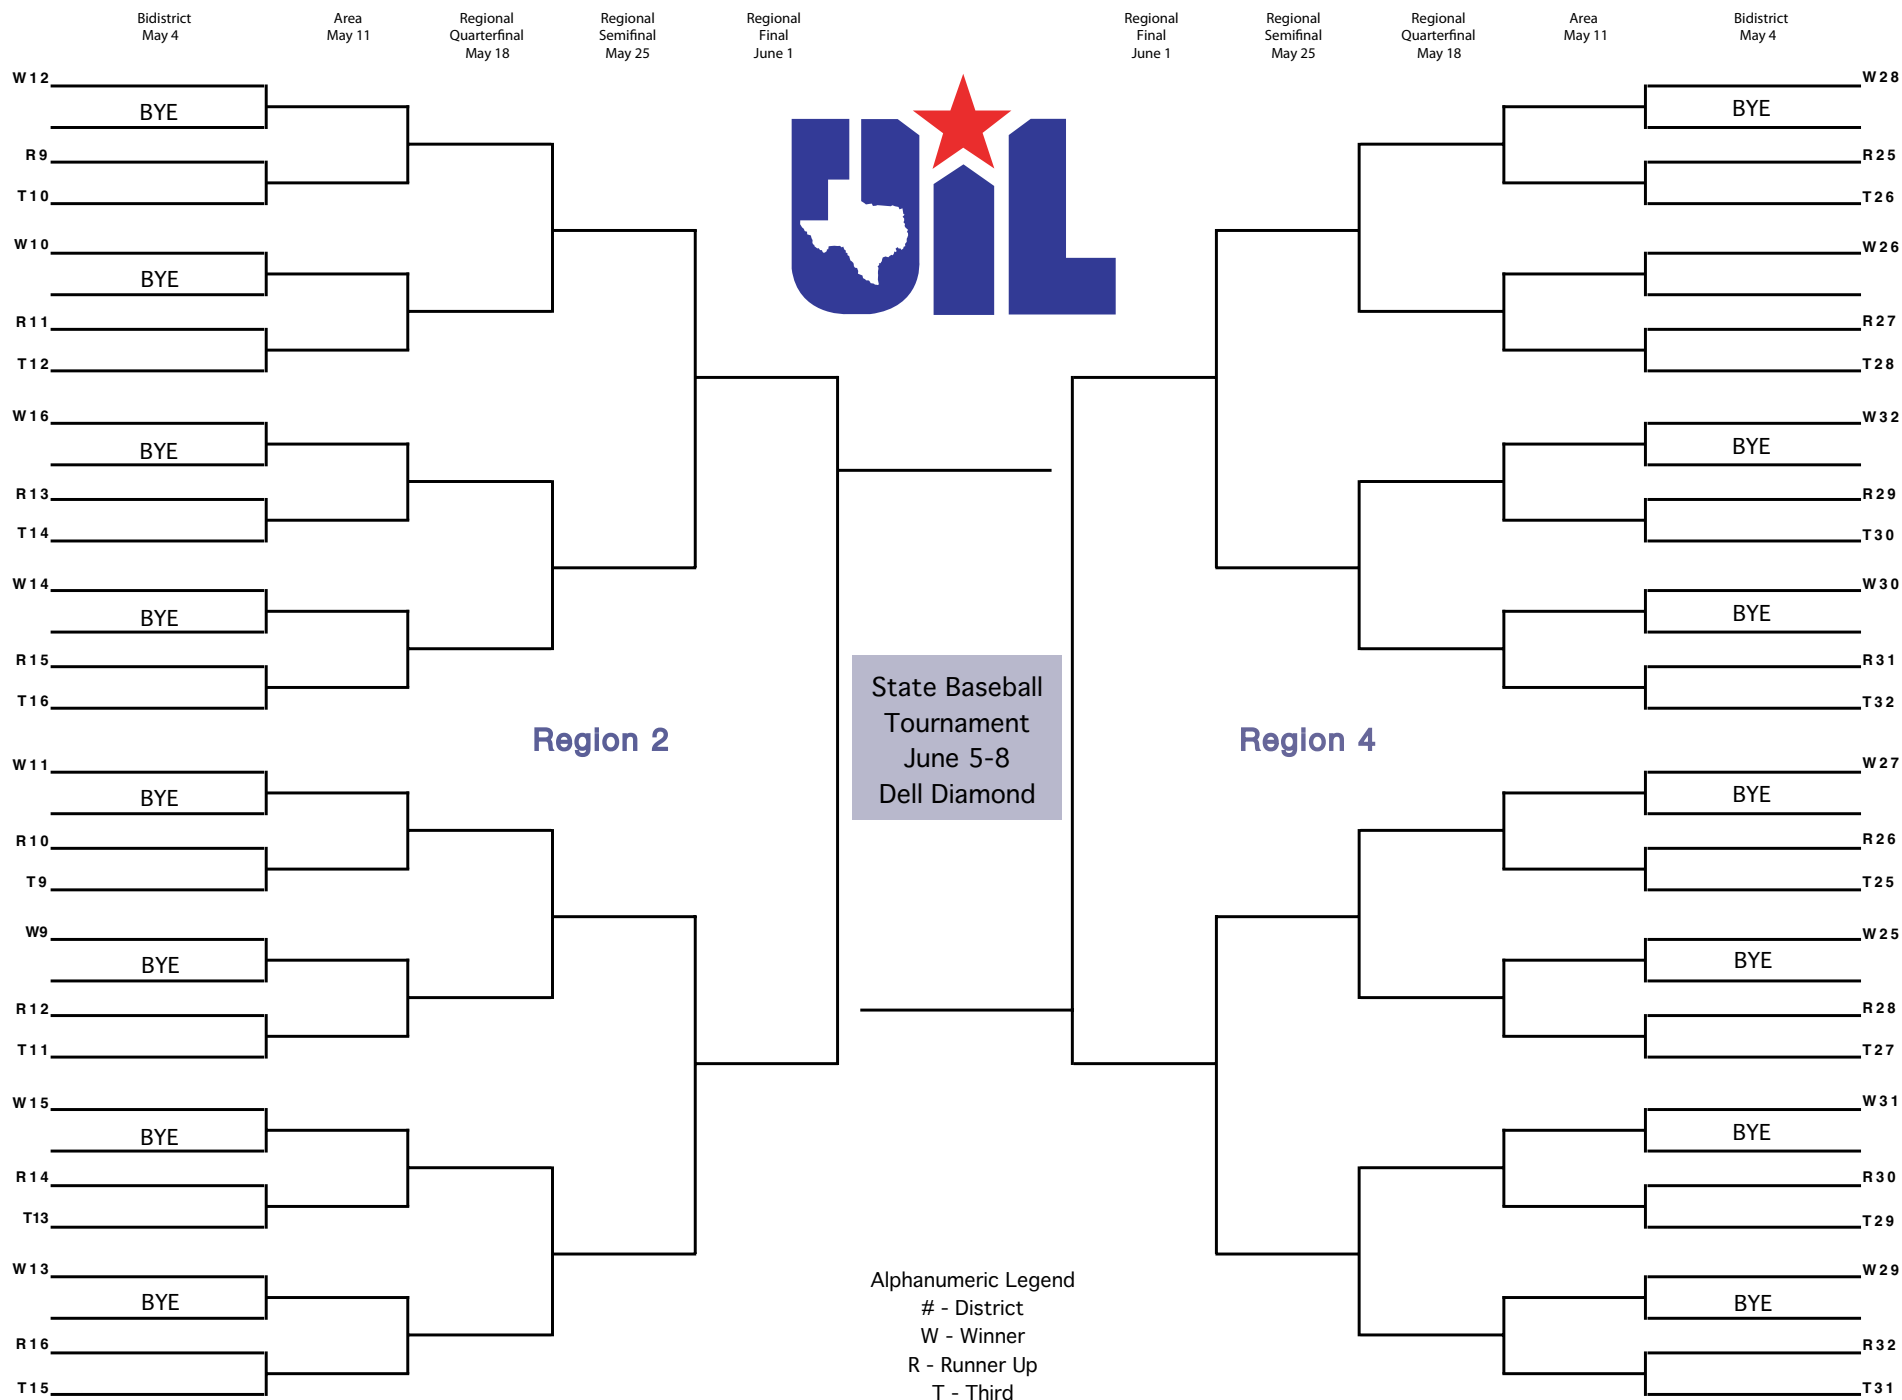 Bidistrict
May 4
Area
May 11
Regional
Quarterfinal
May 18
Regional
Semifinal
May 25
Regional
Final
June 1
Regional
Final
June 1
Regional
Semifinal
May 25
Regional
Quarterfinal
May 18
Area
May 11
Bidistrict
May 4
W12
BYE
R9
T10
W10
BYE
R11
T12
W16
BYE
R13
T14
W14
BYE
R15
T16
Region 2
W11
BYE
R10
T9
W9
BYE
R12
T11
W15
BYE
R14
T13
W13
BYE
R16
T15
UIL
State Baseball
Tournament
June 5-8
Dell Diamond
Alphanumeric Legend
# - District
W - Winner
R - Runner Up
T - Third
W28
BYE
R25
T26
W26
R27
T28
W32
BYE
R29
T30
W30
BYE
R31
T32
Region 4
W27
BYE
R26
T25
W25
BYE
R28
T27
W31
BYE
R30
T29
W29
BYE
R32
T31